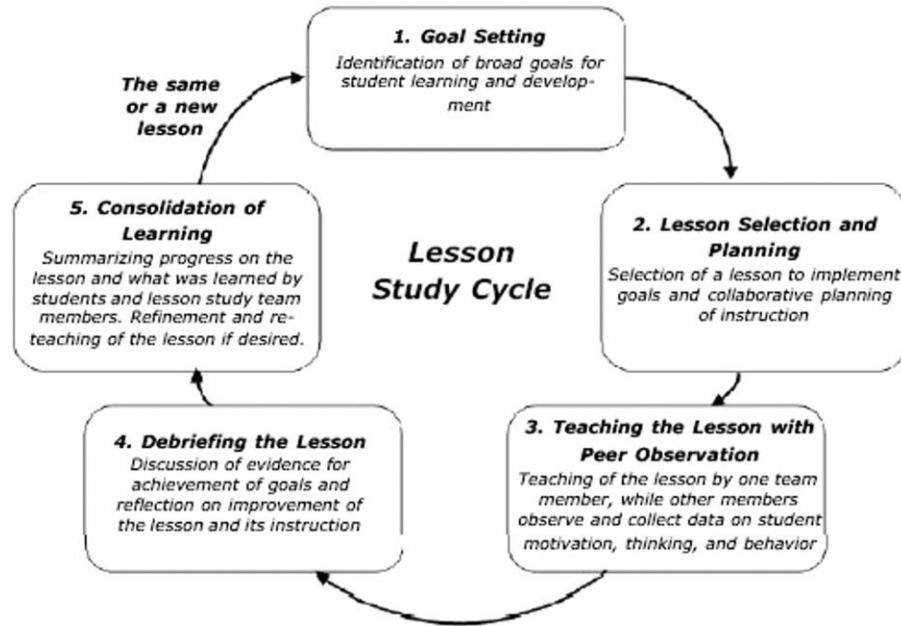 1. Goal Setting
Identification of broad goals for
student learning and develop-
ment
The same
or a new
lesson
5. Consolidation of
Learning
Summarizing progress on the
lesson and what was learned by
students and lesson study team
members. Refinement and re-
teaching of the lesson if desired.
Lesson
Study Cycle
2. Lesson Selection and
Planning
Selection of a lesson to implement
goals and collaborative planning
of instruction
4. Debriefing the Lesson
Discussion of evidence for
achievement of goals and
reflection on improvement of
the lesson and its instruction
3. Teaching the Lesson with
Peer Observation
Teaching of the lesson by one team
member, while other members
observe and collect data on student
motivation, thinking, and behavior